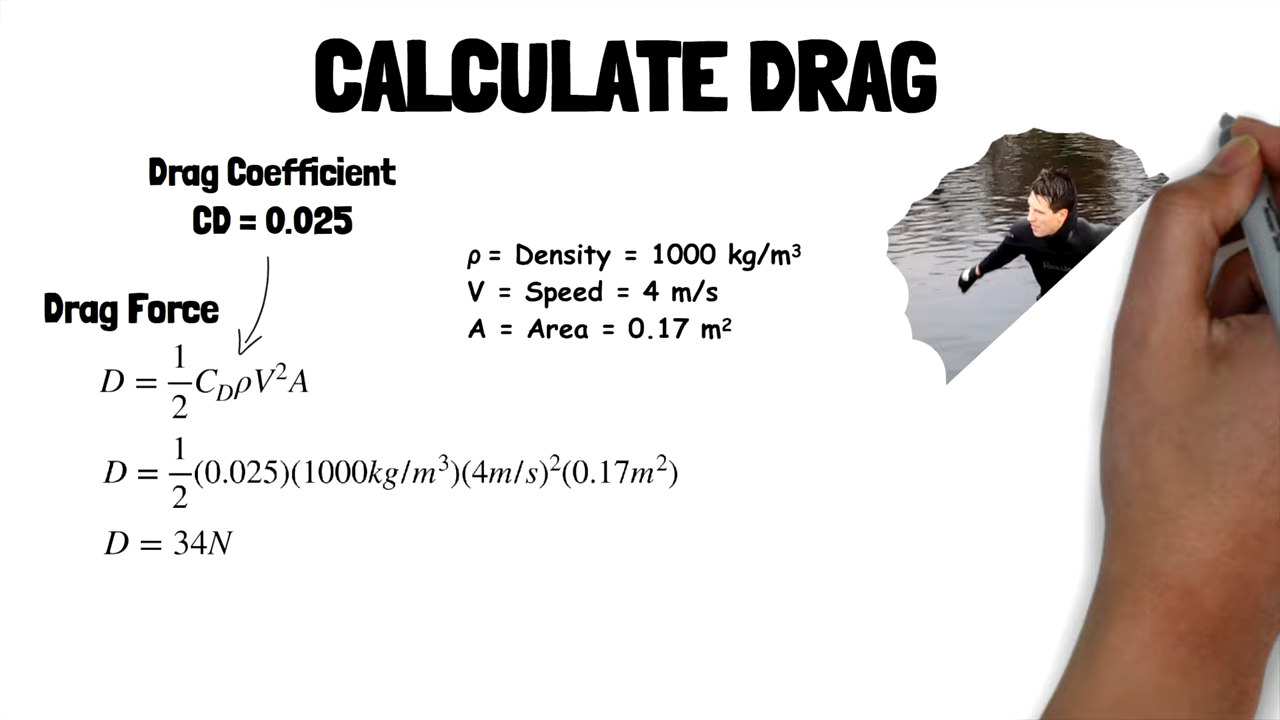 CALCULATE DRAG
Drag Coefficient
CD = 0.025
ρ = Density = 1000 kg/m³
V = Speed = 4 m/s
A = Area = 0.17 m²
Drag Force
D = 1/2 C_D ρV²A
D = 1/2 (0.025)(1000kg/m³)(4m/s)²(0.17m²)
D = 34N